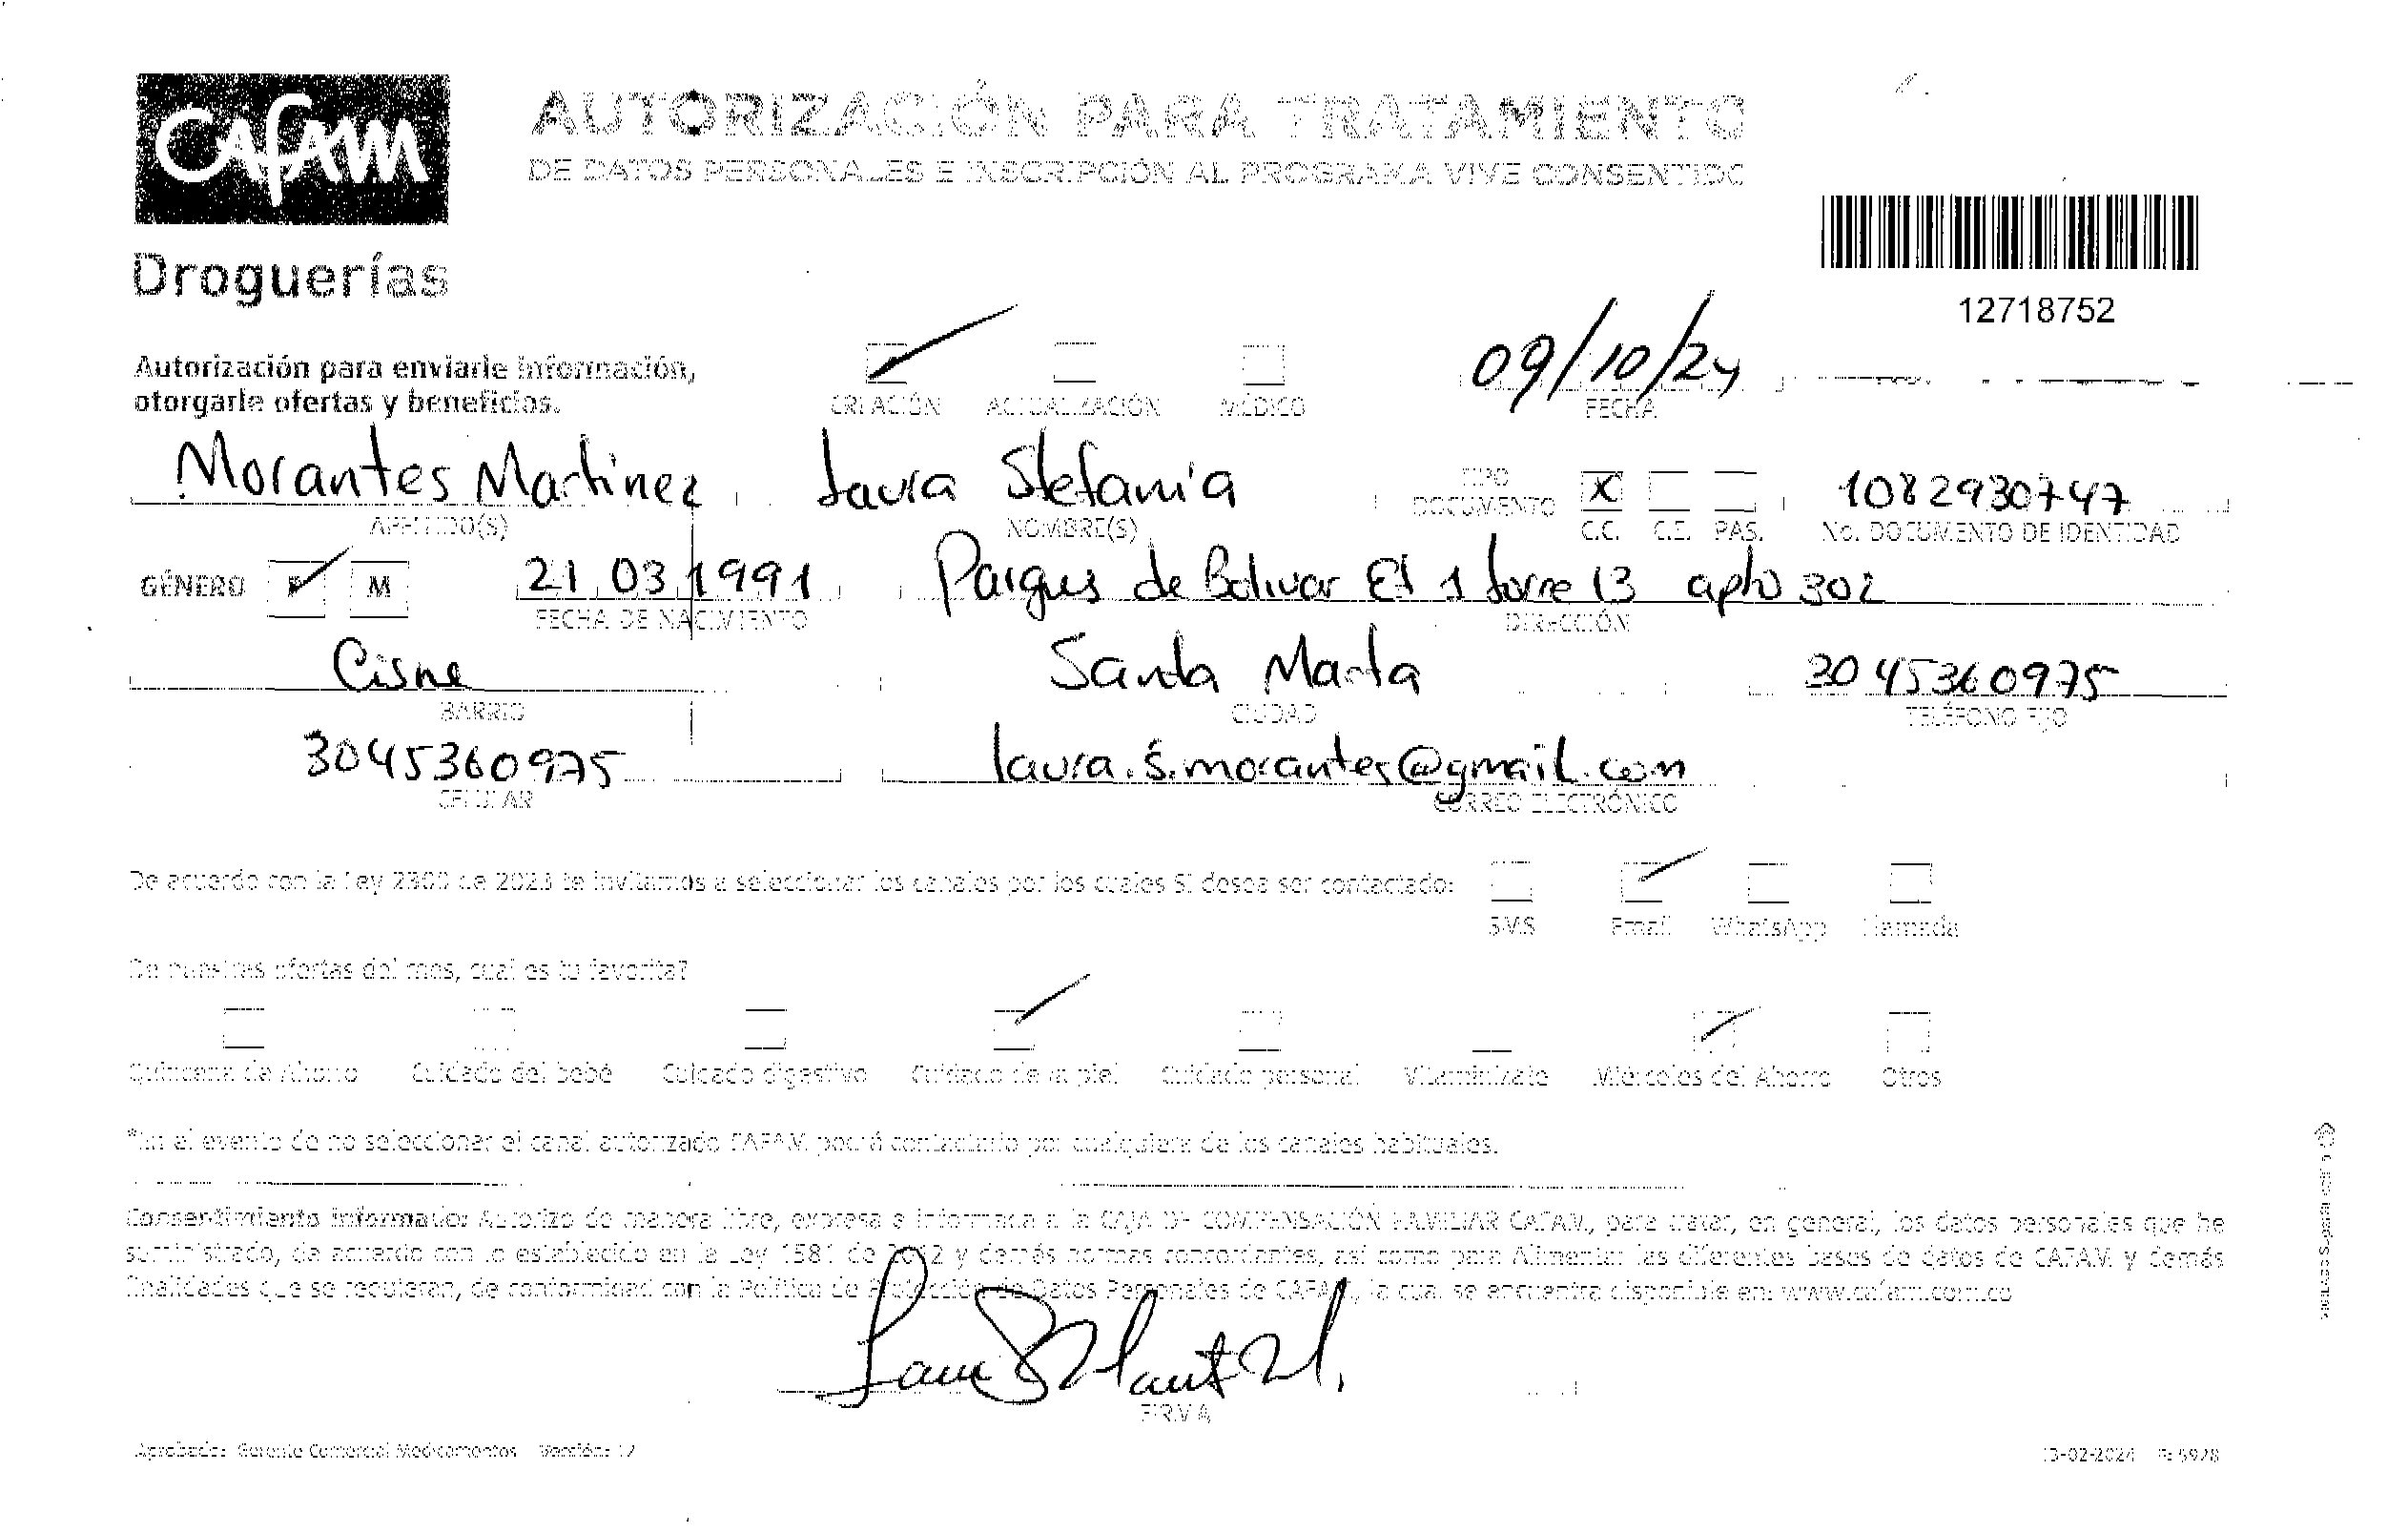 CAFAM
AUTORIZACIÓN PARA TRATAMIENTO
DE DATOS PERSONALES E INSCRIPCIÓN AL PROGRAMA VIVE CONSENTIDO
Droguerías
12718752
Autorización para enviarle información,
otorgarle ofertas y beneficios.
CREACIÓN ACTUALIZACIÓN MÉDICO
09/10/24
FECHA
Morantes Martinez Laura Stefania
TIPO DOCUMENTO X 1082930747
APELLIDO(S) NOMBRE(S) C.C. C.E. PAS. No. DOCUMENTO DE IDENTIDAD
GÉNERO F M 21 03 1991 Parques de Bolivar Et 1 torre 13 apto 302
FECHA DE NACIMIENTO DIRECCIÓN
Cisne Santa Marta 3045360975
BARRIO CIUDAD TELÉFONO FIJO
3045360975 laura.s.morantes@gmail.com
CELULAR CORREO ELECTRÓNICO
De acuerdo con la Ley 2300 de 2023 te invitamos a seleccionar los canales por los cuales SI desea ser contactado:
SMS Email WhatsApp Llamada
De nuestras ofertas del mes, cual es tu favorita?
Quincena de Ahorro Cuidado del bebé Cuidado digestivo Cuidado de la piel Cuidado personal Vitaminízate Miércoles del Ahorro Otros
*En el evento de no seleccionar el canal autorizado CAFAM podrá contactarlo por cualquiera de los canales habituales.
Consentimiento informado: Autorizo de manera libre, expresa e informada a la CAJA DE COMPENSACIÓN FAMILIAR CAFAM, para tratar, en general, los datos personales que he
suministrado, de acuerdo con lo establecido en la Ley 1581 de 2012 y demás normas concordantes, así como para Alimentar las diferentes bases de datos de CAFAM y demás
finalidades que se requieran, de conformidad con la Política de Protección de Datos Personales de CAFAM, la cual se encuentra disponible en: www.cafam.com.co
FIRMA
Aprobado: Gerente Comercial Medicamentos Versión: 12
13-02-2024